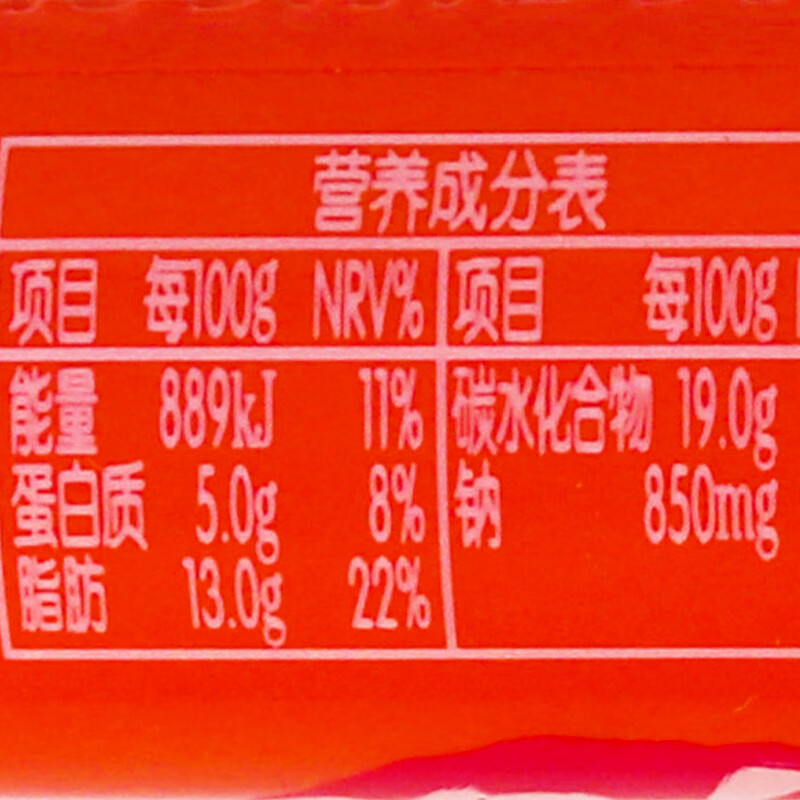 营养成分表
项目 每100g NRV% 项目 每100g
能量 889kJ 11% 碳水化合物 19.0g
蛋白质 5.0g 8% 钠 850mg
脂肪 13.0g 22%